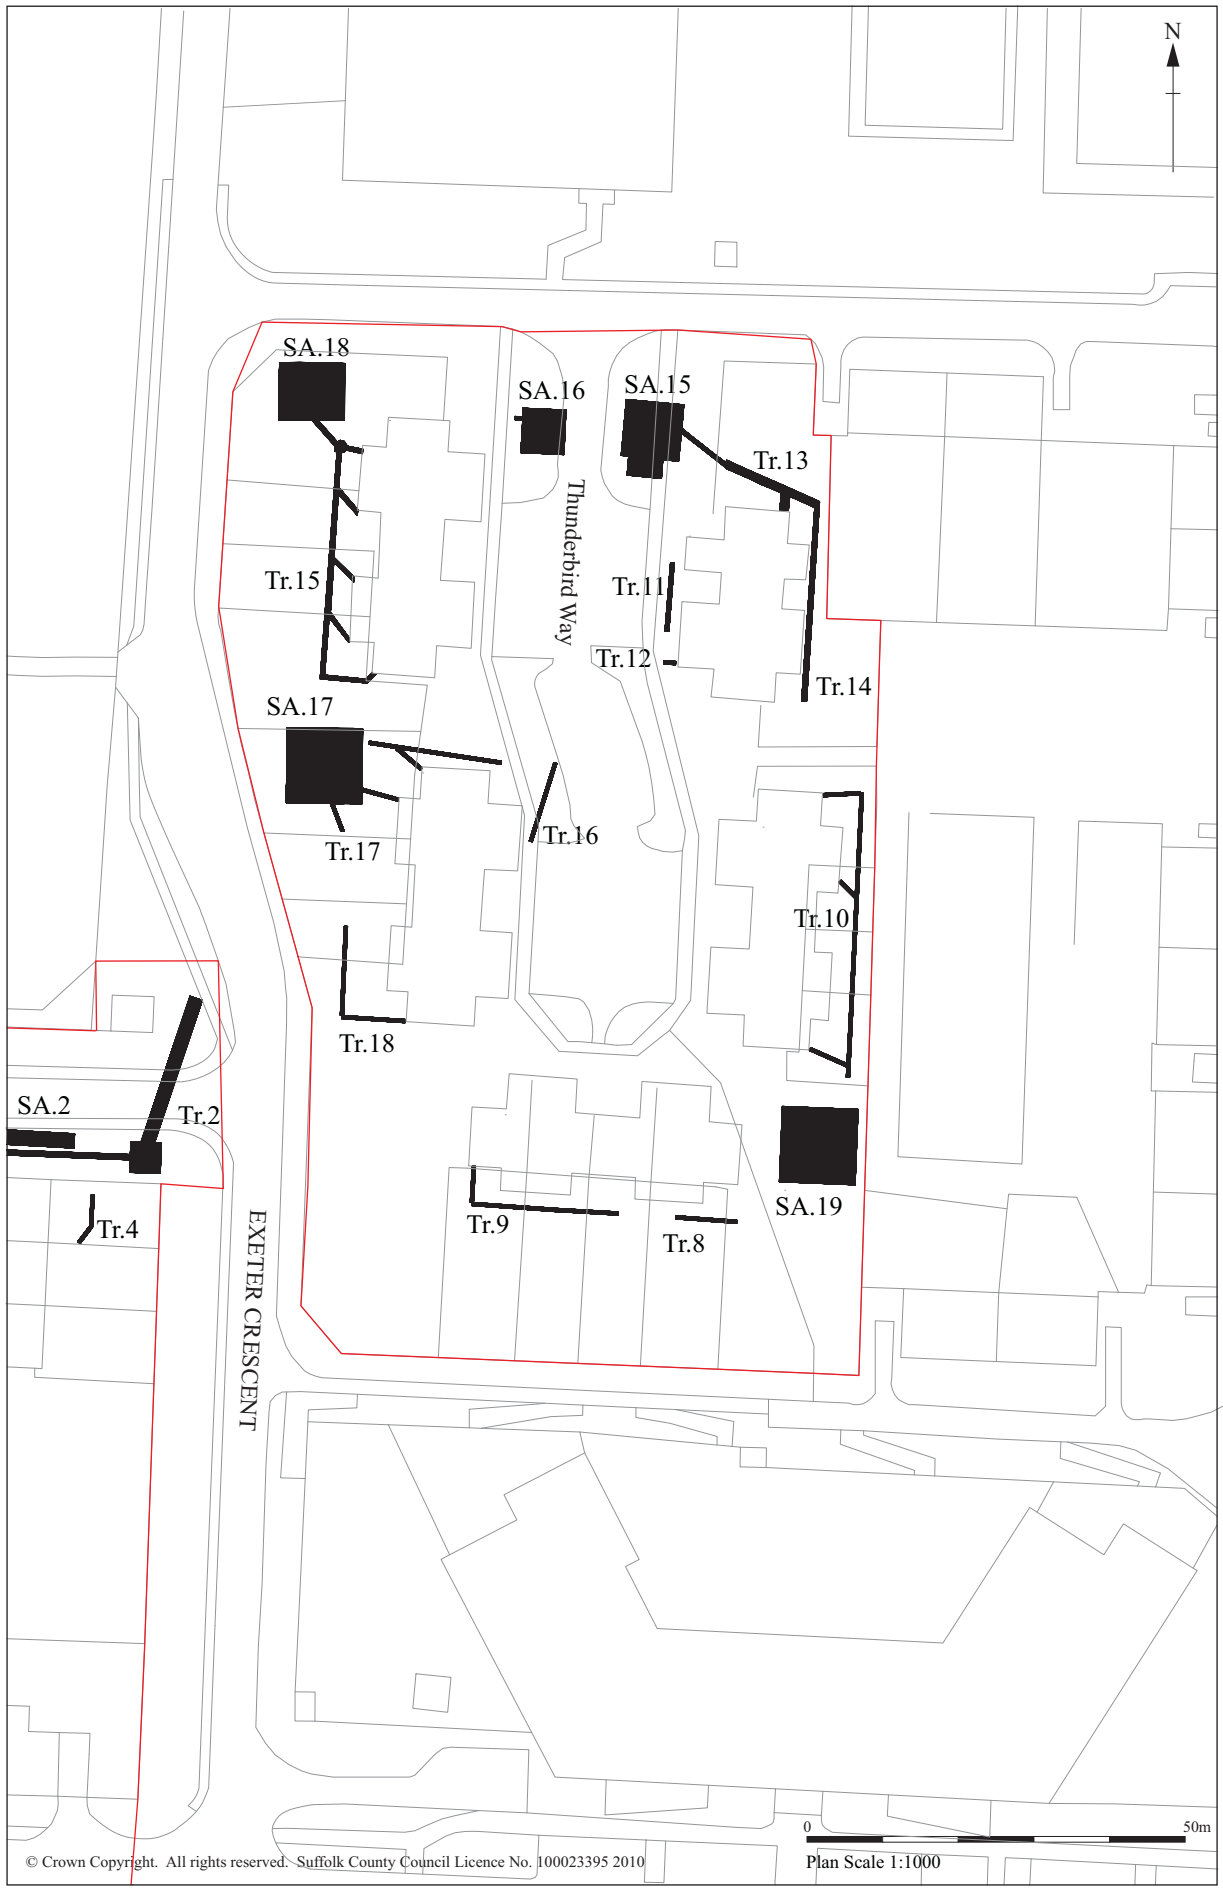 N
SA.18
SA.16
SA.15
Tr.13
Thunderbird Way
Tr.15
Tr.11
Tr.12
Tr.14
SA.17
Tr.16
Tr.17
Tr.10
Tr.18
SA.2
Tr.2
SA.19
Tr.9
Tr.4
Tr.8
EXETER CRESCENT
0 50m
© Crown Copyright. All rights reserved. Suffolk County Council Licence No. 100023395 2010
Plan Scale 1:1000